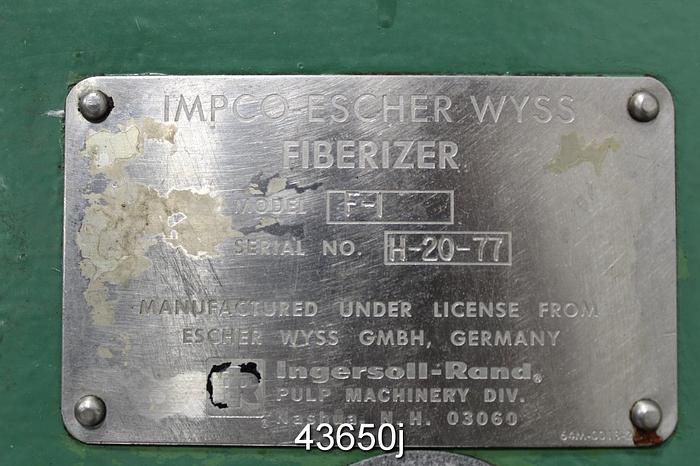 IMPCO-ESCHER WYSS
FIBERIZER
MODEL F-1
SERIAL NO. H-20-77
MANUFACTURED UNDER LICENSE FROM
ESCHER WYSS GMBH, GERMANY
IR Ingersoll-Rand®
PULP MACHINERY DIV.
Nashua, N. H. 03060
43650j